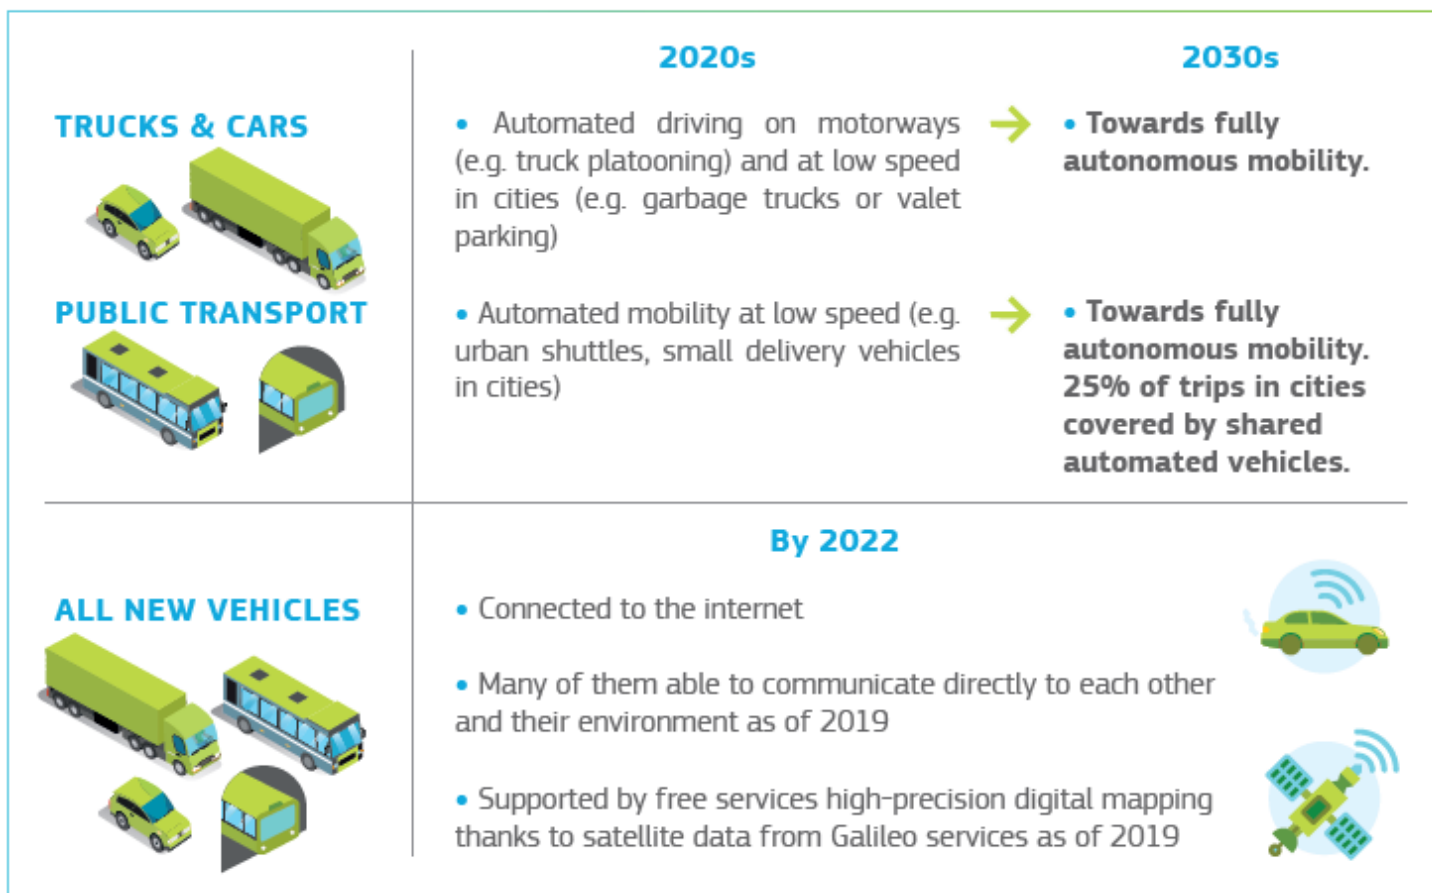 2020s
2030s
TRUCKS & CARS
• Automated driving on motorways
(e.g. truck platooning) and at low speed
in cities (e.g. garbage trucks or valet
parking)
• Towards fully
autonomous mobility.
PUBLIC TRANSPORT
• Automated mobility at low speed (e.g.
urban shuttles, small delivery vehicles
in cities)
• Towards fully
autonomous mobility.
25% of trips in cities
covered by shared
automated vehicles.
By 2022
ALL NEW VEHICLES
• Connected to the internet
• Many of them able to communicate directly to each other
and their environment as of 2019
• Supported by free services high-precision digital mapping
thanks to satellite data from Galileo services as of 2019